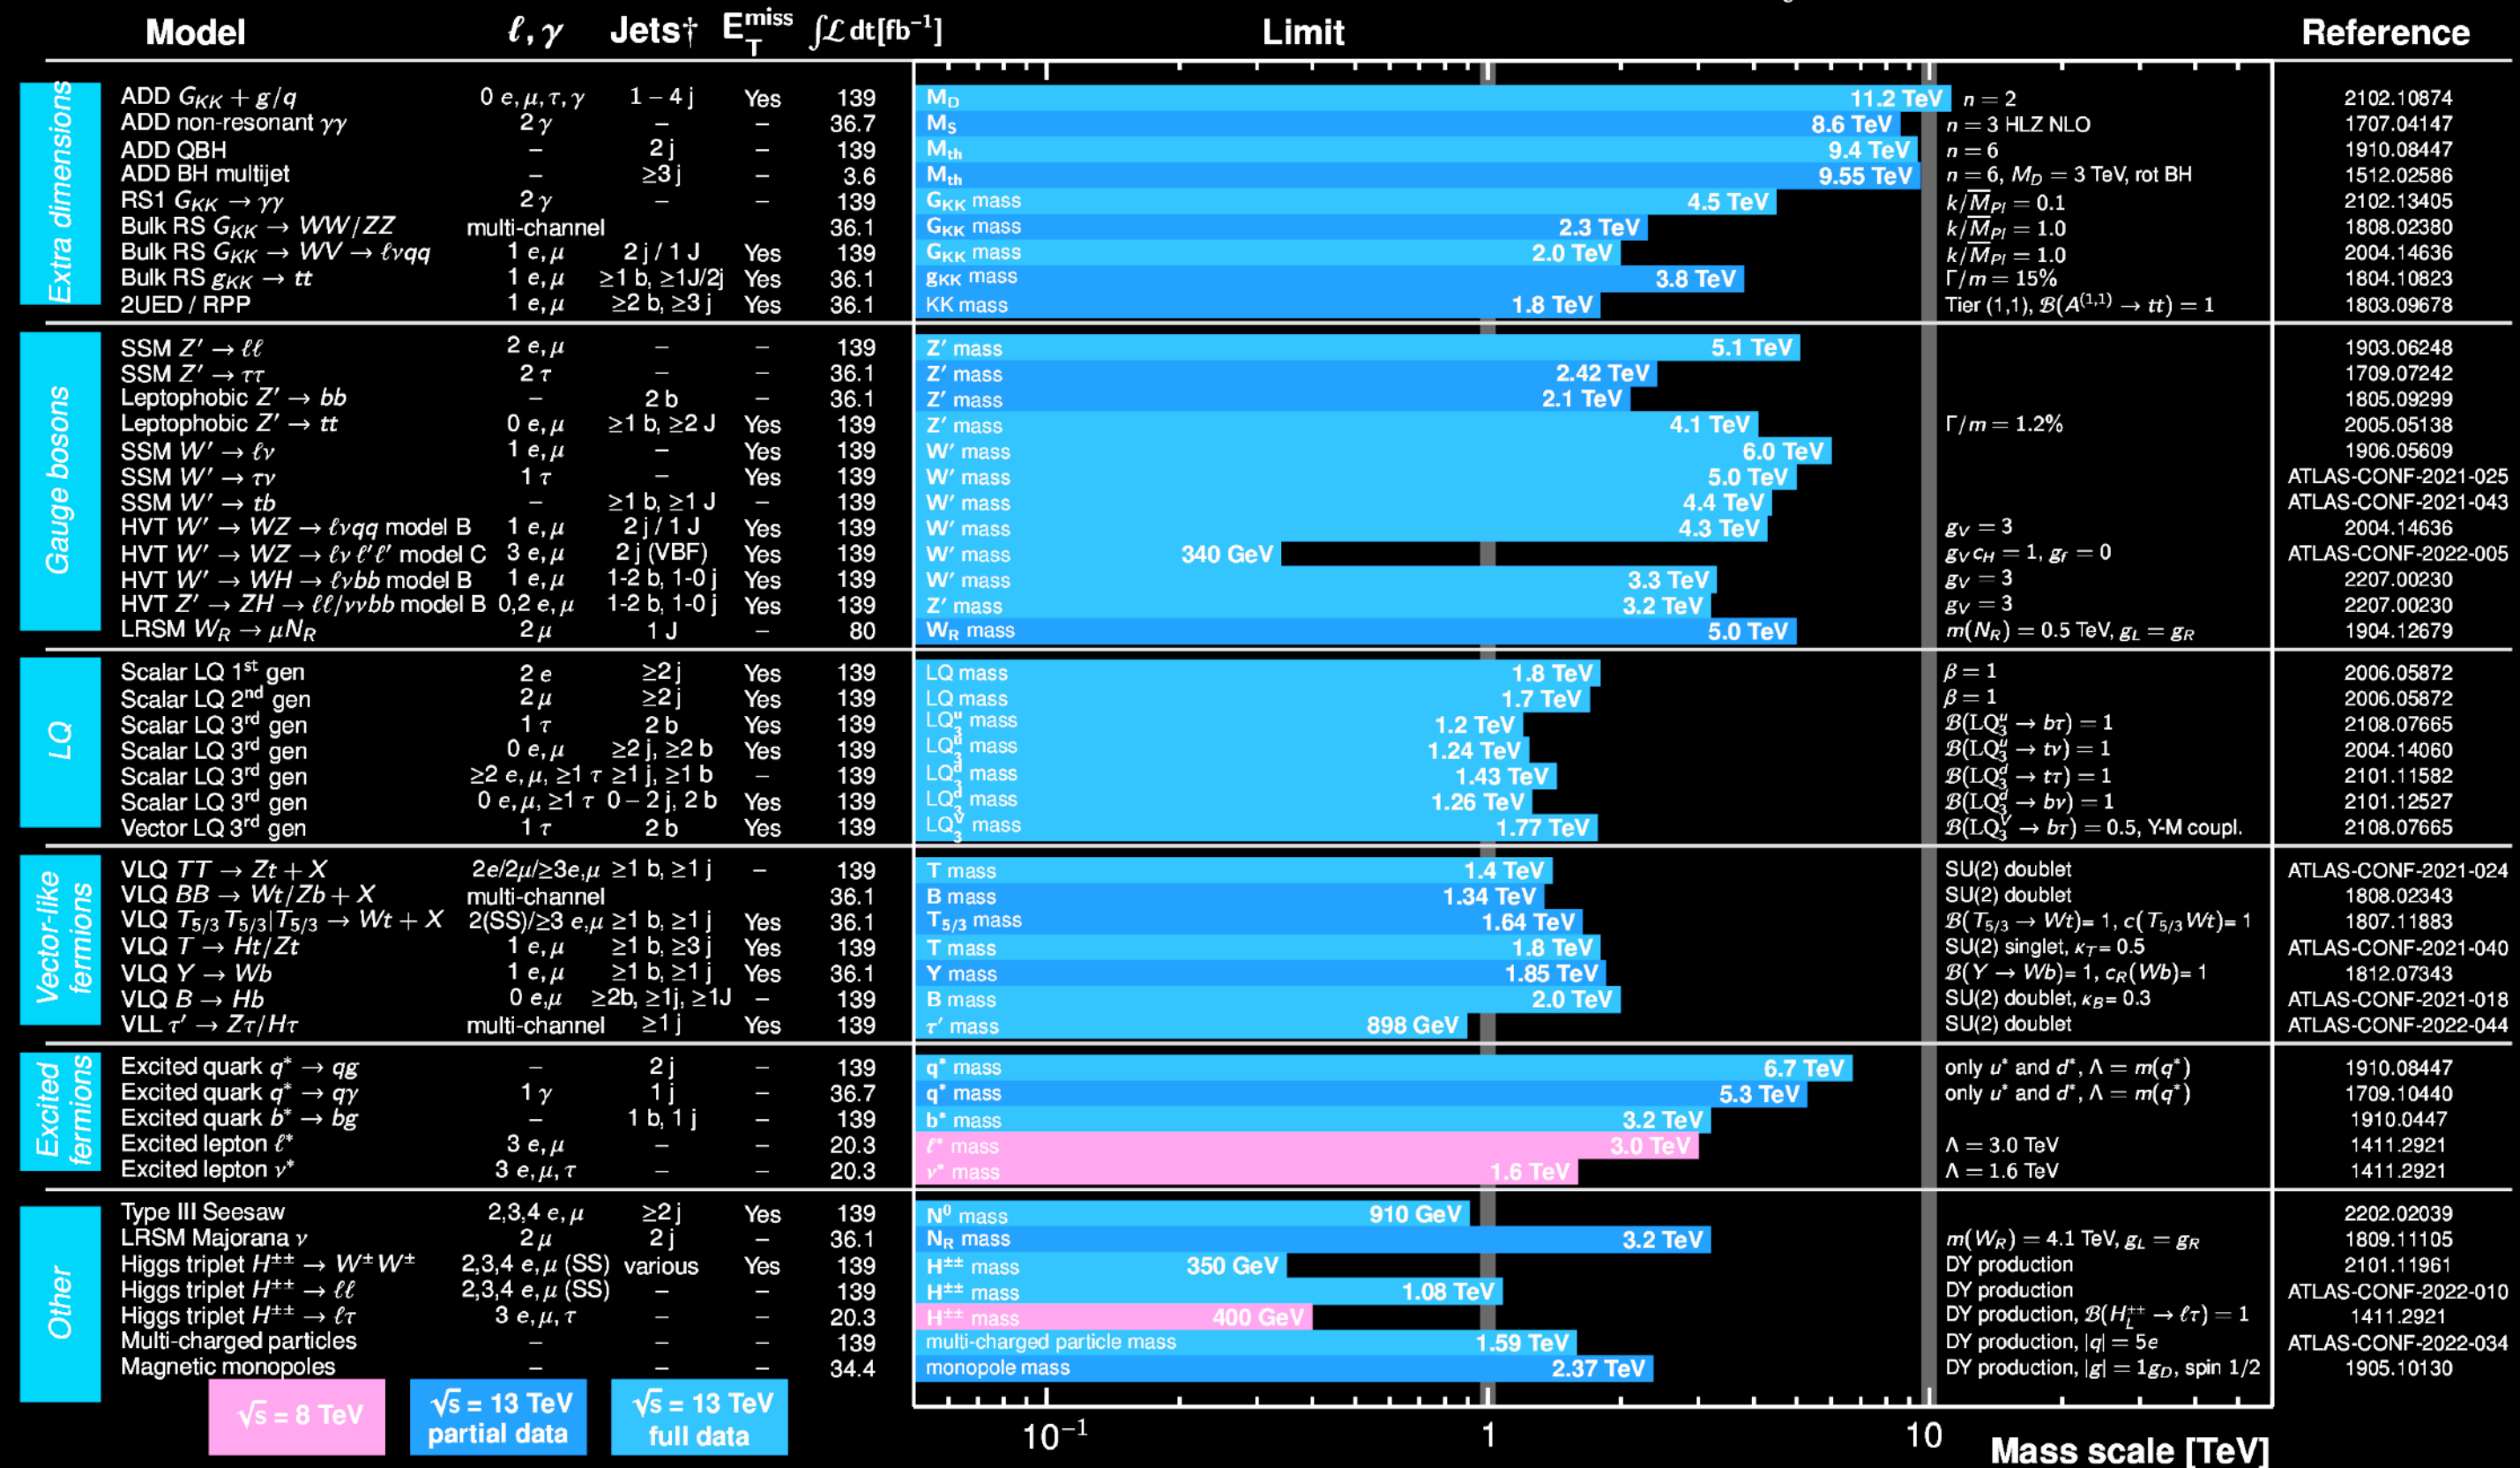 Model ℓ, γ Jets† E_T^miss ∫ℒ dt[fb⁻¹] Limit Reference
Extra dimensions
ADD G_KK + g/q 0 e, μ, τ, γ 1 − 4 j Yes 139 M_D 11.2 TeV n = 2 2102.10874
ADD non-resonant γγ 2 γ − − 36.7 M_S 8.6 TeV n = 3 HLZ NLO 1707.04147
ADD QBH − 2 j − 139 M_th 9.4 TeV n = 6 1910.08447
ADD BH multijet − ≥3 j − 3.6 M_th 9.55 TeV n = 6, M_D = 3 TeV, rot BH 1512.02586
RS1 G_KK → γγ 2 γ − − 139 G_KK mass 4.5 TeV k/M̅_Pl = 0.1 2102.13405
Bulk RS G_KK → WW/ZZ multi-channel 36.1 G_KK mass 2.3 TeV k/M̅_Pl = 1.0 1808.02380
Bulk RS G_KK → WV → ℓνqq 1 e, μ 2 j / 1 J Yes 139 G_KK mass 2.0 TeV k/M̅_Pl = 1.0 2004.14636
Bulk RS g_KK → tt 1 e, μ ≥1 b, ≥1J/2j Yes 36.1 g_KK mass 3.8 TeV Γ/m = 15% 1804.10823
2UED / RPP 1 e, μ ≥2 b, ≥3 j Yes 36.1 KK mass 1.8 TeV Tier (1,1), ℬ(A^(1,1) → tt) = 1 1803.09678
Gauge bosons
SSM Z′ → ℓℓ 2 e, μ − − 139 Z′ mass 5.1 TeV 1903.06248
SSM Z′ → ττ 2 τ − − 36.1 Z′ mass 2.42 TeV 1709.07242
Leptophobic Z′ → bb − 2 b − 36.1 Z′ mass 2.1 TeV 1805.09299
Leptophobic Z′ → tt 0 e, μ ≥1 b, ≥2 J Yes 139 Z′ mass 4.1 TeV Γ/m = 1.2% 2005.05138
SSM W′ → ℓν 1 e, μ − Yes 139 W′ mass 6.0 TeV 1906.05609
SSM W′ → τν 1 τ − Yes 139 W′ mass 5.0 TeV ATLAS-CONF-2021-025
SSM W′ → tb − ≥1 b, ≥1 J − 139 W′ mass 4.4 TeV ATLAS-CONF-2021-043
HVT W′ → WZ → ℓνqq model B 1 e, μ 2 j / 1 J Yes 139 W′ mass 4.3 TeV g_V = 3 2004.14636
HVT W′ → WZ → ℓν ℓ′ℓ′ model C 3 e, μ 2 j (VBF) Yes 139 W′ mass 340 GeV g_V c_H = 1, g_f = 0 ATLAS-CONF-2022-005
HVT W′ → WH → ℓνbb model B 1 e, μ 1-2 b, 1-0 j Yes 139 W′ mass 3.3 TeV g_V = 3 2207.00230
HVT Z′ → ZH → ℓℓ/ννbb model B 0,2 e, μ 1-2 b, 1-0 j Yes 139 Z′ mass 3.2 TeV g_V = 3 2207.00230
LRSM W_R → μN_R 2 μ 1 J − 80 W_R mass 5.0 TeV m(N_R) = 0.5 TeV, g_L = g_R 1904.12679
LQ
Scalar LQ 1st gen 2 e ≥2 j Yes 139 LQ mass 1.8 TeV β = 1 2006.05872
Scalar LQ 2nd gen 2 μ ≥2 j Yes 139 LQ mass 1.7 TeV β = 1 2006.05872
Scalar LQ 3rd gen 1 τ 2 b Yes 139 LQ₃ᵘ mass 1.2 TeV ℬ(LQ₃ᵘ → bτ) = 1 2108.07665
Scalar LQ 3rd gen 0 e, μ ≥2 j, ≥2 b Yes 139 LQ₃ᵘ mass 1.24 TeV ℬ(LQ₃ᵘ → tν) = 1 2004.14060
Scalar LQ 3rd gen ≥2 e, μ, ≥1 τ ≥1 j, ≥1 b − 139 LQ₃ᵈ mass 1.43 TeV ℬ(LQ₃ᵈ → tτ) = 1 2101.11582
Scalar LQ 3rd gen 0 e, μ, ≥1 τ 0 − 2 j, 2 b Yes 139 LQ₃ᵈ mass 1.26 TeV ℬ(LQ₃ᵈ → bν) = 1 2101.12527
Vector LQ 3rd gen 1 τ 2 b Yes 139 LQ₃ⱽ mass 1.77 TeV ℬ(LQ₃ⱽ → bτ) = 0.5, Y-M coupl. 2108.07665
Vector-like fermions
VLQ TT → Zt + X 2e/2μ/≥3e,μ ≥1 b, ≥1 j − 139 T mass 1.4 TeV SU(2) doublet ATLAS-CONF-2021-024
VLQ BB → Wt/Zb + X multi-channel 36.1 B mass 1.34 TeV SU(2) doublet 1808.02343
VLQ T_5/3 T_5/3|T_5/3 → Wt + X 2(SS)/≥3 e,μ ≥1 b, ≥1 j Yes 36.1 T_5/3 mass 1.64 TeV ℬ(T_5/3 → Wt)= 1, c(T_5/3 Wt)= 1 1807.11883
VLQ T → Ht/Zt 1 e, μ ≥1 b, ≥3 j Yes 139 T mass 1.8 TeV SU(2) singlet, κ_T= 0.5 ATLAS-CONF-2021-040
VLQ Y → Wb 1 e, μ ≥1 b, ≥1 j Yes 36.1 Y mass 1.85 TeV ℬ(Y → Wb)= 1, c_R(Wb)= 1 1812.07343
VLQ B → Hb 0 e,μ ≥2b, ≥1j, ≥1J − 139 B mass 2.0 TeV SU(2) doublet, κ_B= 0.3 ATLAS-CONF-2021-018
VLL τ′ → Zτ/Hτ multi-channel ≥1 j Yes 139 τ′ mass 898 GeV SU(2) doublet ATLAS-CONF-2022-044
Excited fermions
Excited quark q* → qg − 2 j − 139 q* mass 6.7 TeV only u* and d*, Λ = m(q*) 1910.08447
Excited quark q* → qγ 1 γ 1 j − 36.7 q* mass 5.3 TeV only u* and d*, Λ = m(q*) 1709.10440
Excited quark b* → bg − 1 b, 1 j − 139 b* mass 3.2 TeV 1910.0447
Excited lepton ℓ* 3 e, μ − − 20.3 ℓ* mass 3.0 TeV Λ = 3.0 TeV 1411.2921
Excited lepton ν* 3 e, μ, τ − − 20.3 ν* mass 1.6 TeV Λ = 1.6 TeV 1411.2921
Other
Type III Seesaw 2,3,4 e, μ ≥2 j Yes 139 N⁰ mass 910 GeV 2202.02039
LRSM Majorana ν 2 μ 2 j − 36.1 N_R mass 3.2 TeV m(W_R) = 4.1 TeV, g_L = g_R 1809.11105
Higgs triplet H±± → W±W± 2,3,4 e, μ (SS) various Yes 139 H±± mass 350 GeV DY production 2101.11961
Higgs triplet H±± → ℓℓ 2,3,4 e, μ (SS) − − 139 H±± mass 1.08 TeV DY production ATLAS-CONF-2022-010
Higgs triplet H±± → ℓτ 3 e, μ, τ − − 20.3 H±± mass 400 GeV DY production, ℬ(H_L±± → ℓτ) = 1 1411.2921
Multi-charged particles − − − 139 multi-charged particle mass 1.59 TeV DY production, |q| = 5e ATLAS-CONF-2022-034
Magnetic monopoles − − − 34.4 monopole mass 2.37 TeV DY production, |g| = 1g_D, spin 1/2 1905.10130
√s = 8 TeV
√s = 13 TeV
partial data
√s = 13 TeV
full data
10⁻¹ 1 10
Mass scale [TeV]